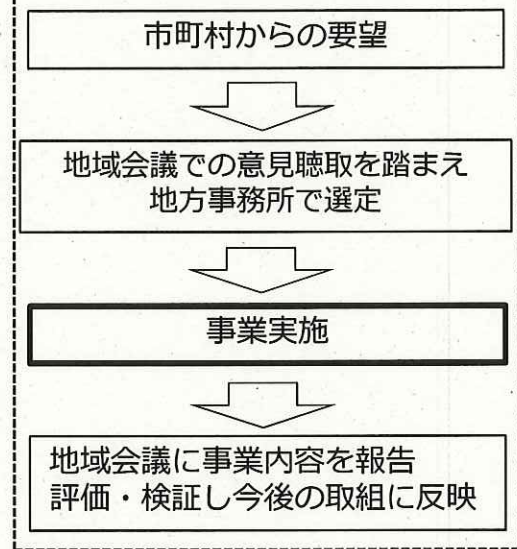 市町村からの要望
地域会議での意見聴取を踏まえ
地方事務所で選定
事業実施
地域会議に事業内容を報告
評価・検証し今後の取組に反映